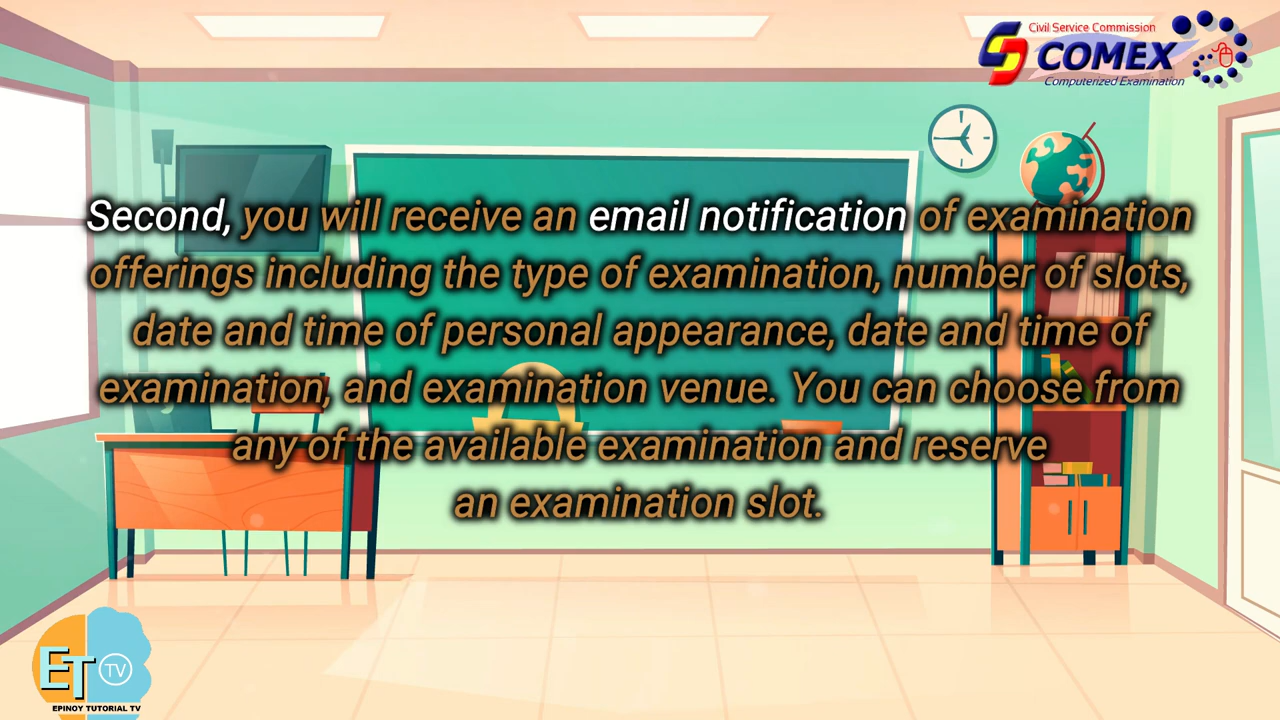 Civil Service Commission
COMEX
Computerized Examination
Second, you will receive an email notification of examination
offerings including the type of examination, number of slots,
date and time of personal appearance, date and time of
examination, and examination venue. You can choose from
any of the available examination and reserve
an examination slot.
ET TV
EPINOY TUTORIAL TV